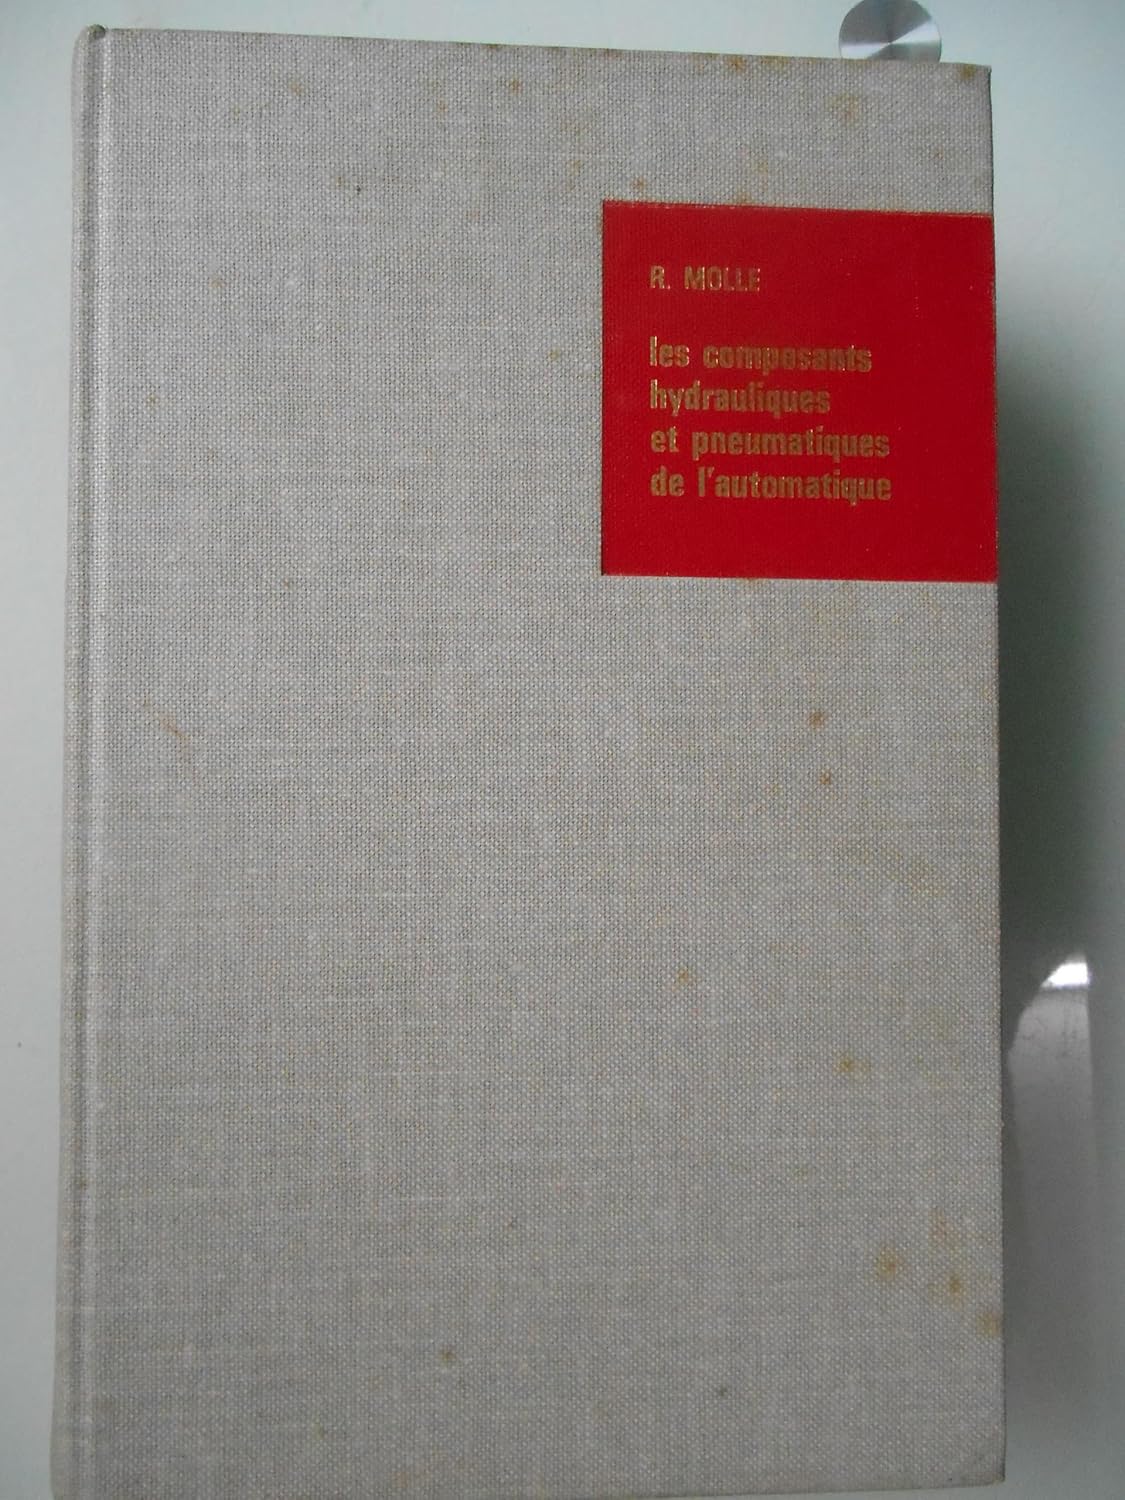 R. MOLLE
les composants
hydrauliques
et pneumatiques
de l'automatique